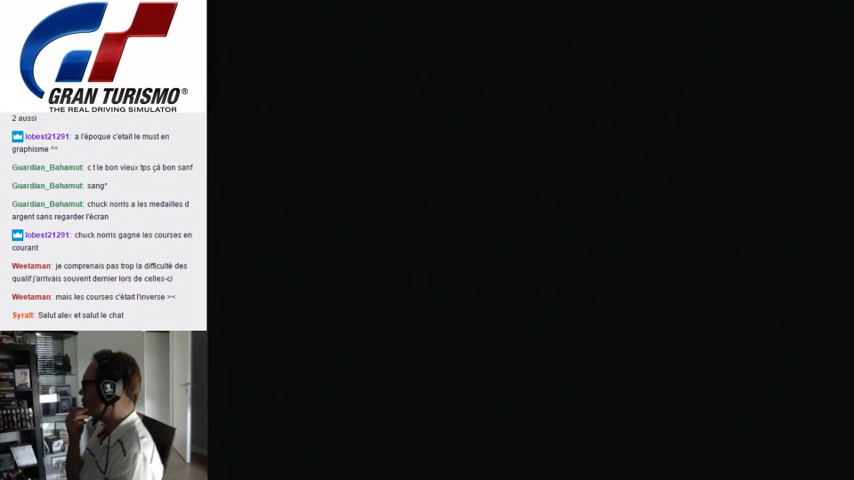 GRAN TURISMO®
THE REAL DRIVING SIMULATOR
2 aussi
lobest21291: a l'époque c'etait le must en
graphisme ^^
Guardian_Bahamut: c t le bon vieux tps çà bon sanf
Guardian_Bahamut: sang*
Guardian_Bahamut: chuck norris a les medailles d
argent sans regarder l'écran
lobest21291: chuck norris gagne les courses en
courant
Weetaman: je comprenais pas trop la difficulté des
qualif j'arrivais souvent dernier lors de celles-ci
Weetaman: mais les courses c'était l'inverse ><
Syrall: Salut alex et salut le chat